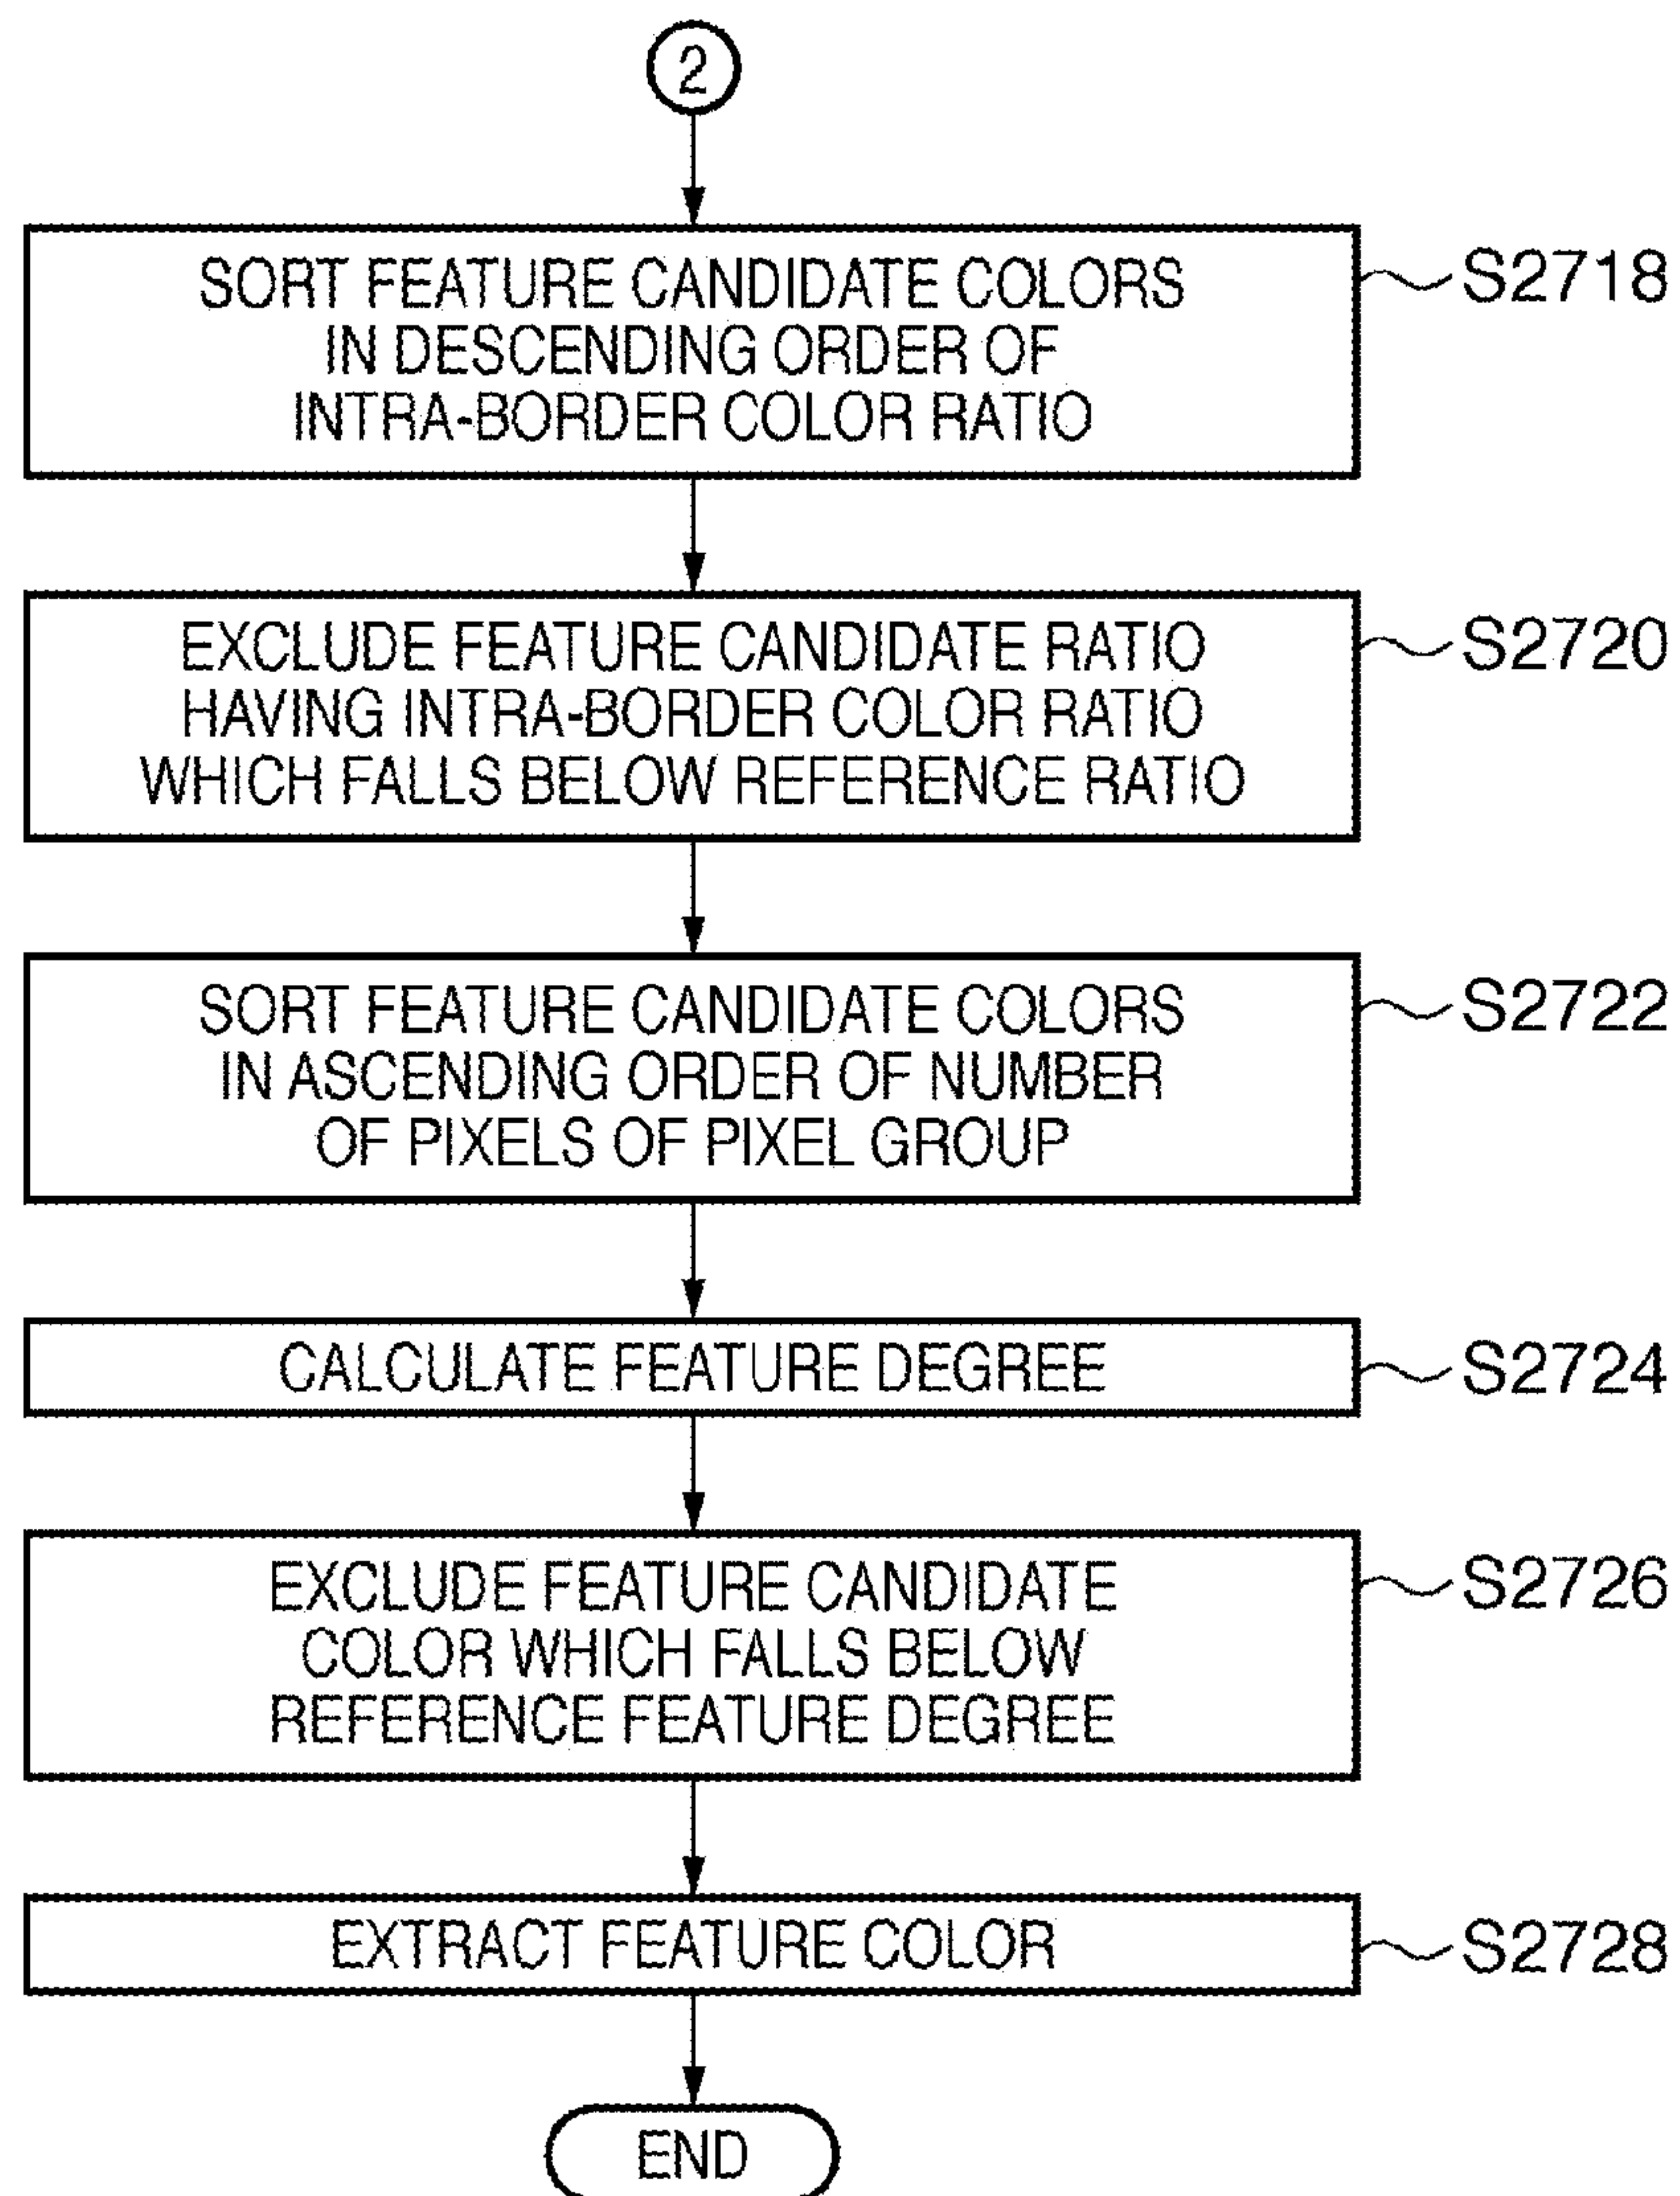 2
SORT FEATURE CANDIDATE COLORS
IN DESCENDING ORDER OF
INTRA-BORDER COLOR RATIO
S2718
EXCLUDE FEATURE CANDIDATE RATIO
HAVING INTRA-BORDER COLOR RATIO
WHICH FALLS BELOW REFERENCE RATIO
S2720
SORT FEATURE CANDIDATE COLORS
IN ASCENDING ORDER OF NUMBER
OF PIXELS OF PIXEL GROUP
S2722
CALCULATE FEATURE DEGREE
S2724
EXCLUDE FEATURE CANDIDATE
COLOR WHICH FALLS BELOW
REFERENCE FEATURE DEGREE
S2726
EXTRACT FEATURE COLOR
S2728
END